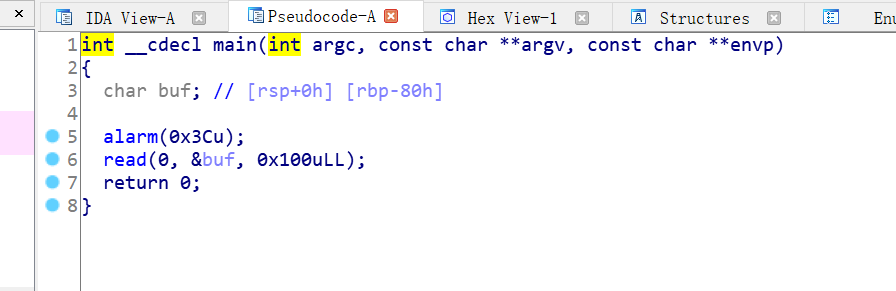 IDA View-A Pseudocode-A Hex View-1 Structures Enu
1 int __cdecl main(int argc, const char **argv, const char **envp)
2 {
3 char buf; // [rsp+0h] [rbp-80h]
4
5 alarm(0x3Cu);
6 read(0, &buf, 0x100uLL);
7 return 0;
8 }